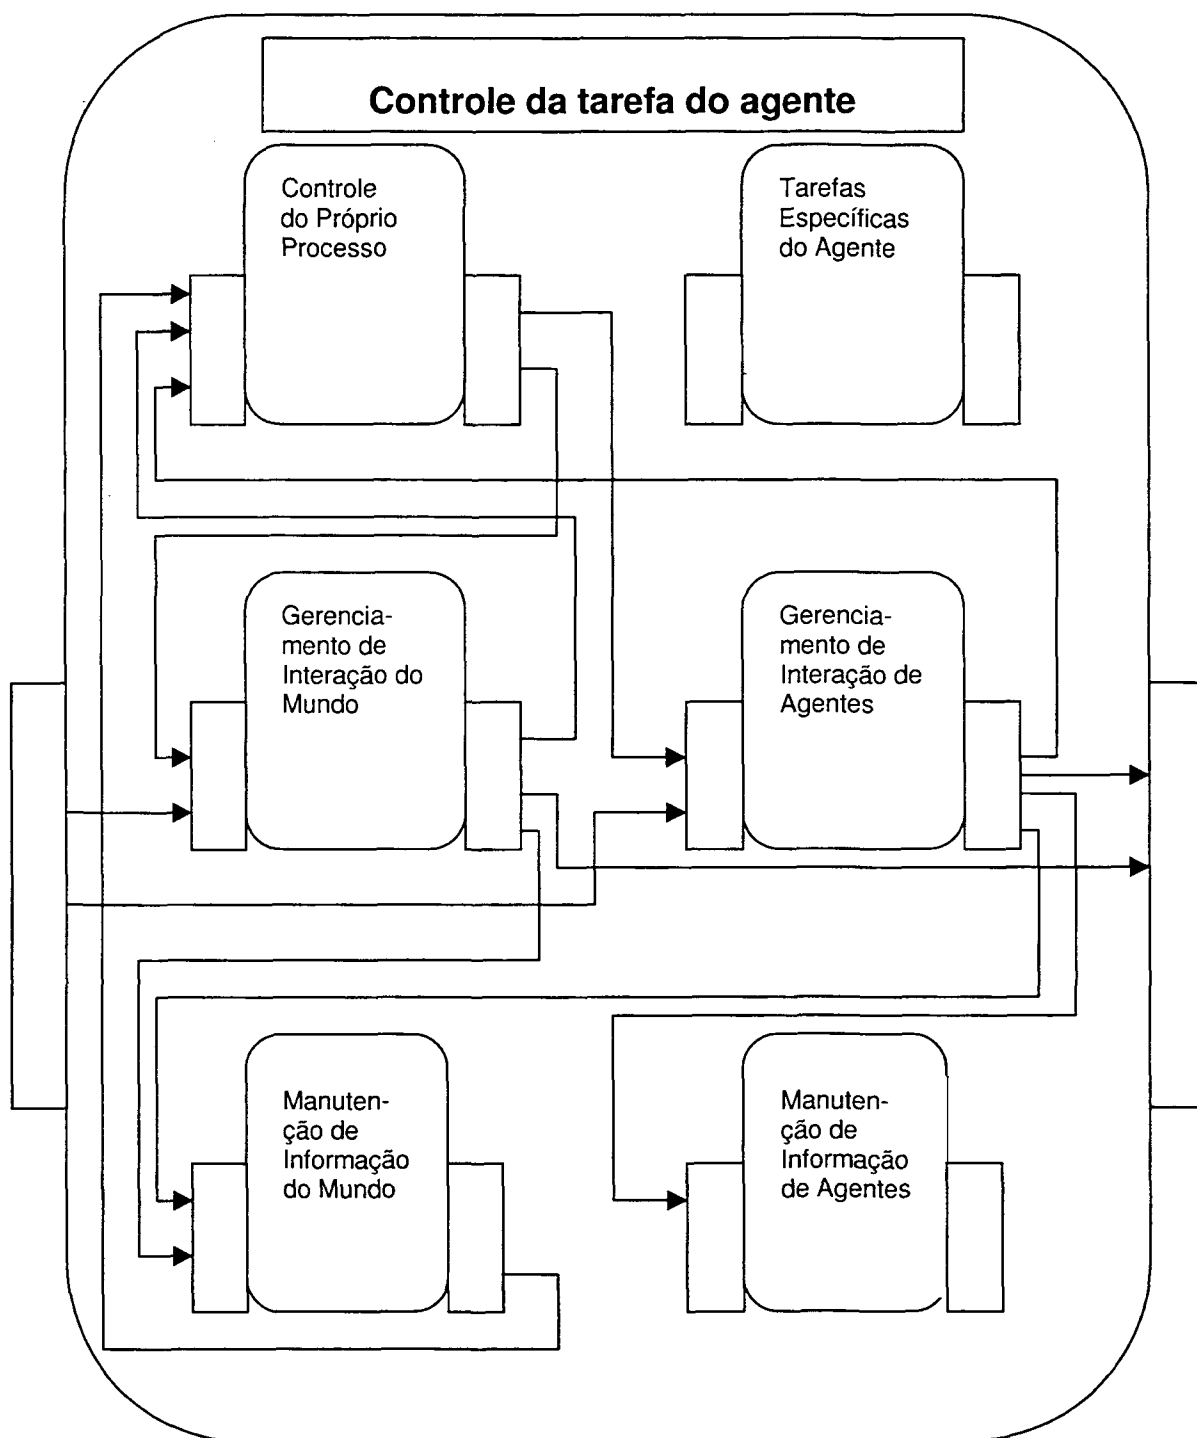 Controle da tarefa do agente
Controle
do Próprio
Processo
Tarefas
Específicas
do Agente
Gerencia-
mento de
Interação do
Mundo
Gerencia-
mento de
Interação de
Agentes
Manuten-
ção de
Informação
do Mundo
Manuten-
ção de
Informação
de Agentes